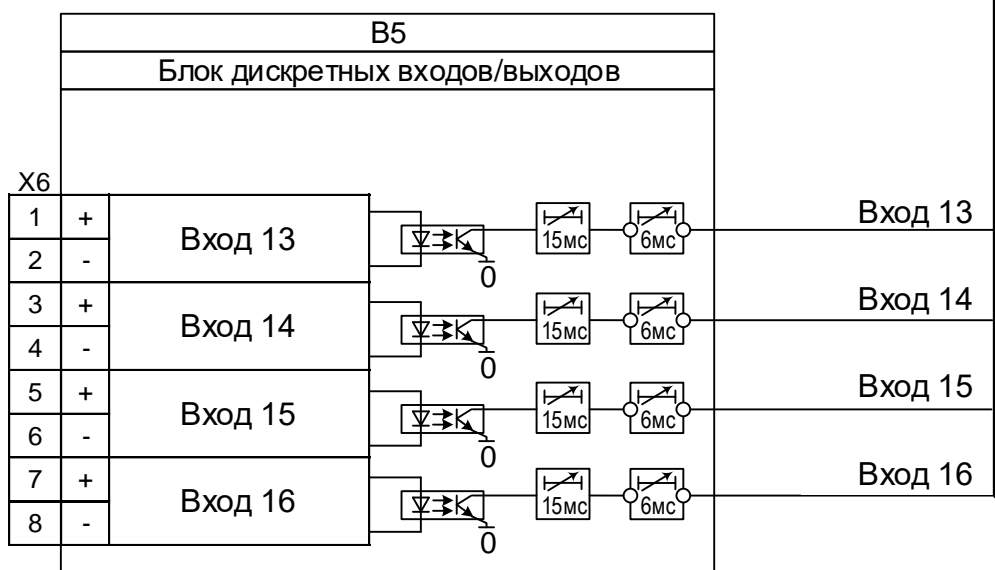 B5
Блок дискретных входов/выходов
X6
1 + Вход 13 15мс 6мс Вход 13
2 - 0
3 + Вход 14 15мс 6мс Вход 14
4 - 0
5 + Вход 15 15мс 6мс Вход 15
6 - 0
7 + Вход 16 15мс 6мс Вход 16
8 - 0